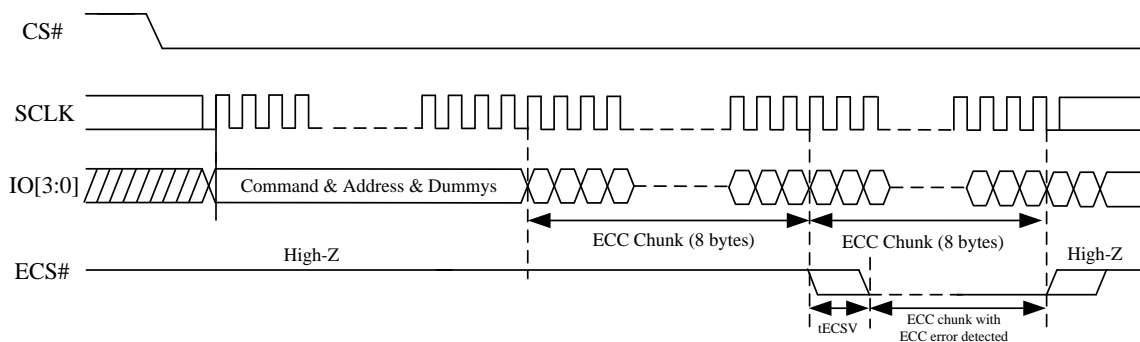 CS#
SCLK
IO[3:0]
Command & Address & Dummys
ECC Chunk (8 bytes)
ECC Chunk (8 bytes)
ECS#
High-Z
High-Z
tECSV
ECC chunk with
ECC error detected